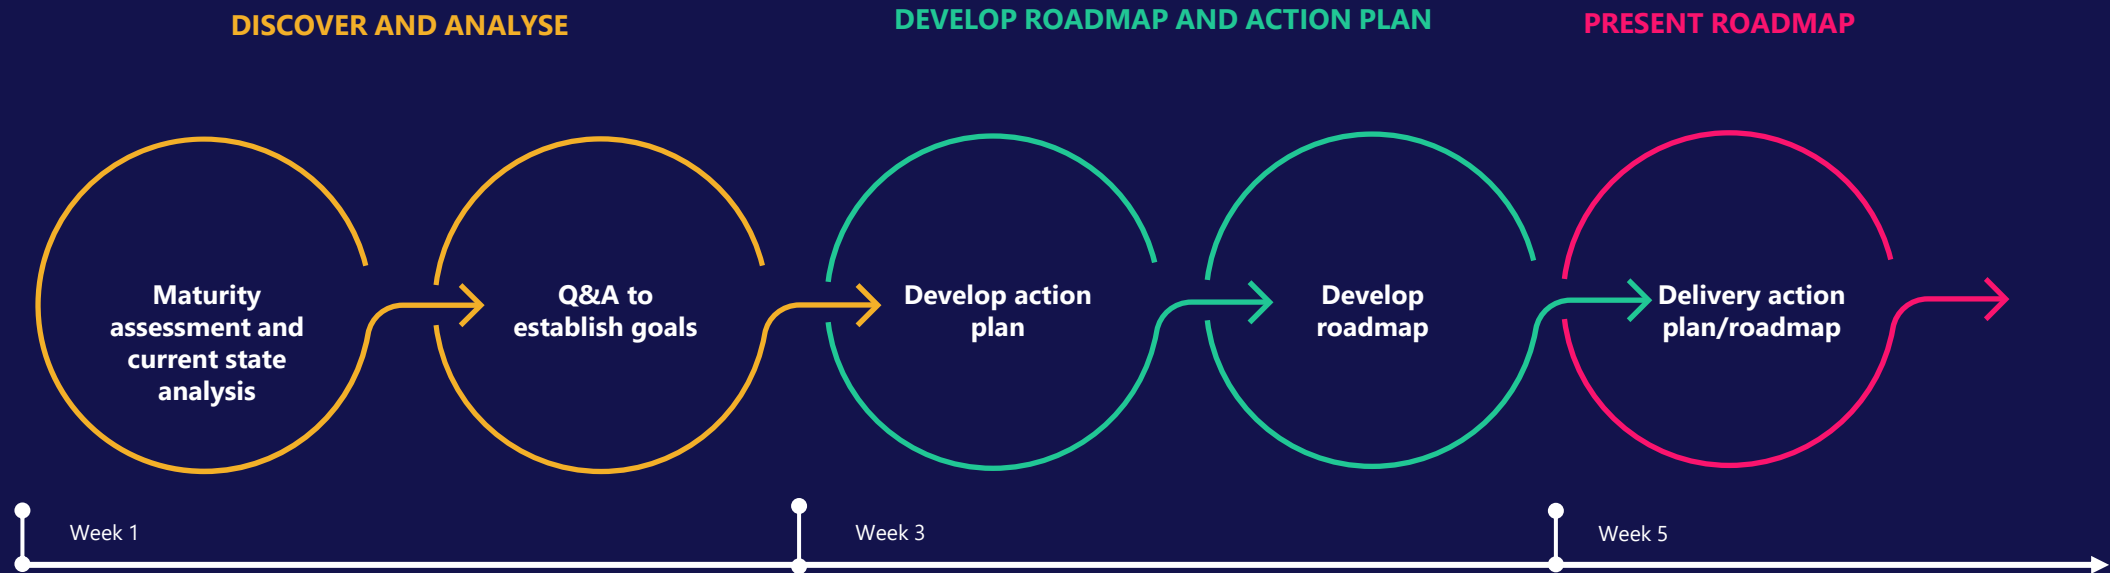 DISCOVER AND ANALYSE
DEVELOP ROADMAP AND ACTION PLAN
PRESENT ROADMAP
Maturity
assessment and
current state
analysis
Q&A to
establish goals
Develop action
plan
Develop
roadmap
Delivery action
plan/roadmap
Week 1
Week 3
Week 5